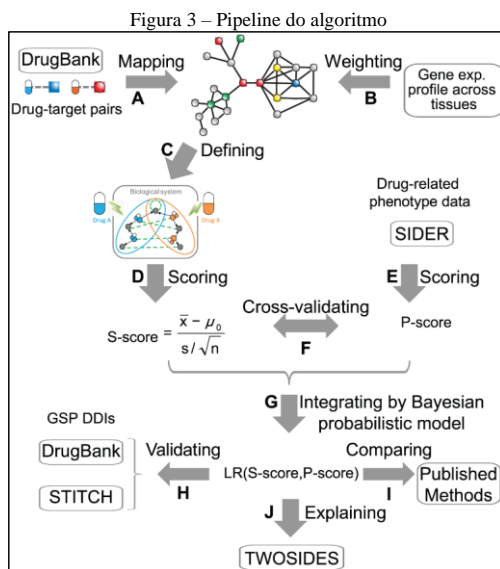 Figura 3 – Pipeline do algoritmo
DrugBank
Mapping
Weighting
Drug-target pairs
A
B
Gene exp.
profile across
tissues
C
Defining
Biological system
Drug A
Drug B
Drug-related
phenotype data
SIDER
D
Scoring
E
Scoring
Cross-validating
S-score = x̄ − μ₀ / s/√n
F
P-score
G
Integrating by Bayesian
probabilistic model
GSP DDIs
DrugBank
Validating
Comparing
STITCH
H
LR(S-score,P-score)
I
Published
Methods
J
Explaining
TWOSIDES